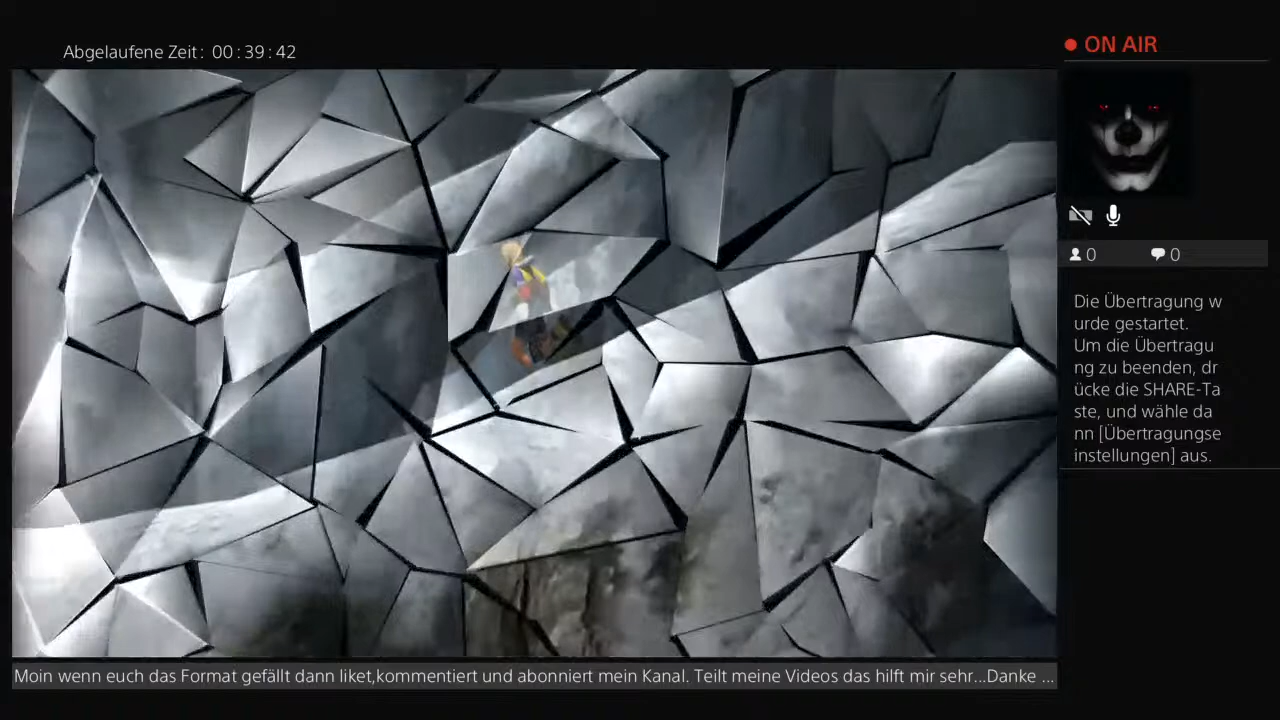 Abgelaufene Zeit: 00:39:42
ON AIR
0 0
Die Übertragung w
urde gestartet.
Um die Übertragu
ng zu beenden, dr
ücke die SHARE-Ta
ste, und wähle da
nn [Übertragungse
instellungen] aus.
Moin wenn euch das Format gefällt dann liket,kommentiert und abonniert mein Kanal. Teilt meine Videos das hilft mir sehr...Danke ...